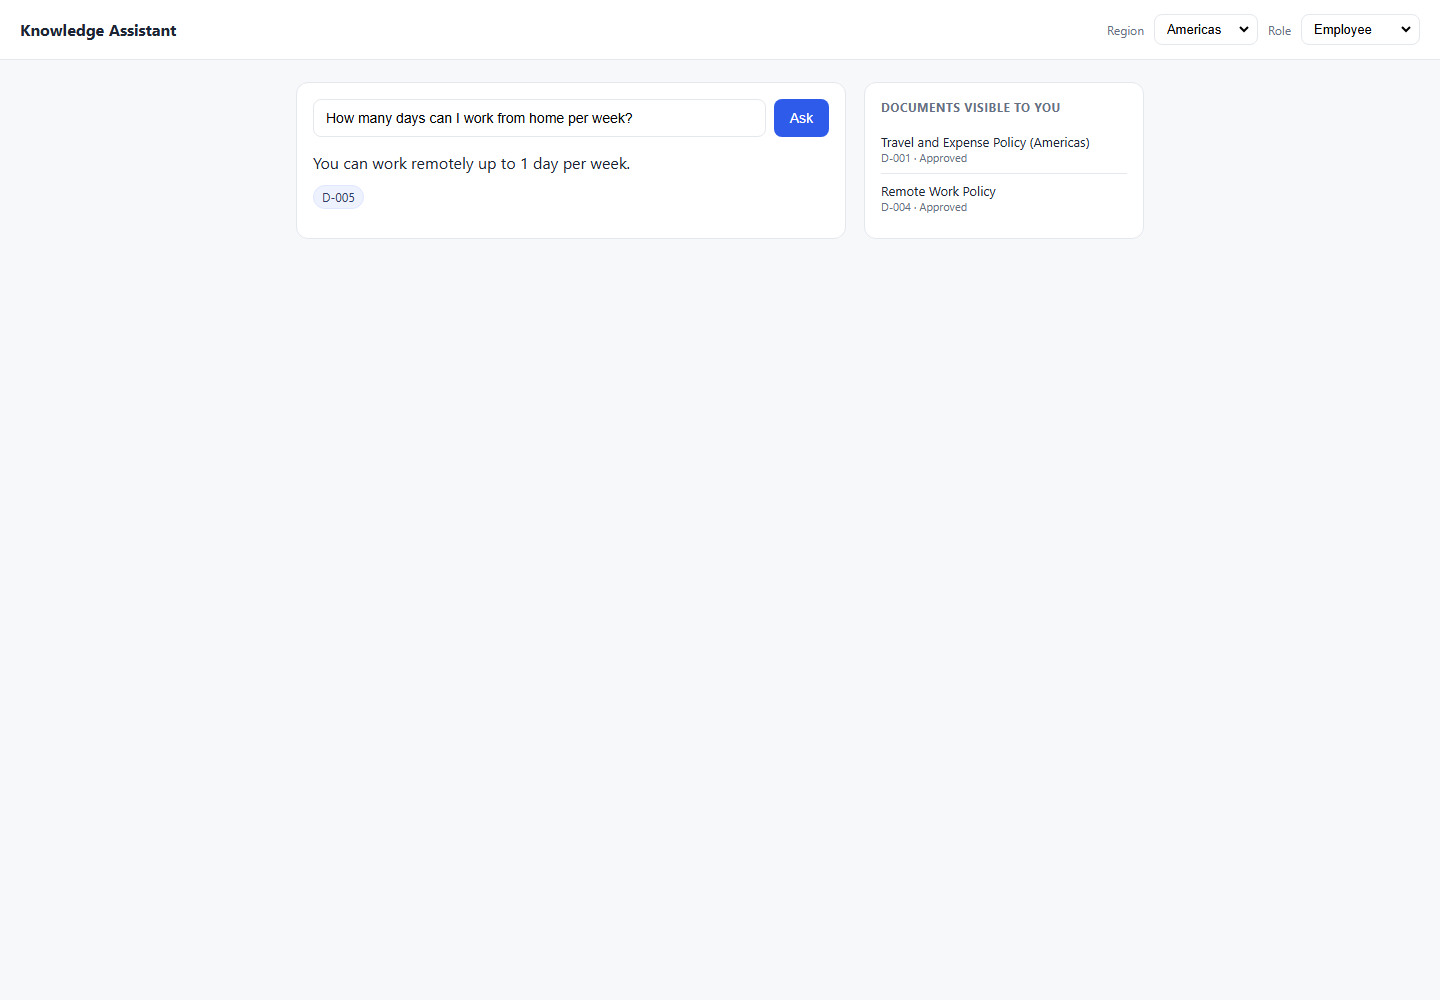 Knowledge Assistant
Region Americas Role Employee
How many days can I work from home per week?
Ask
You can work remotely up to 1 day per week.
D-005
DOCUMENTS VISIBLE TO YOU
Travel and Expense Policy (Americas)
D-001 · Approved
Remote Work Policy
D-004 · Approved